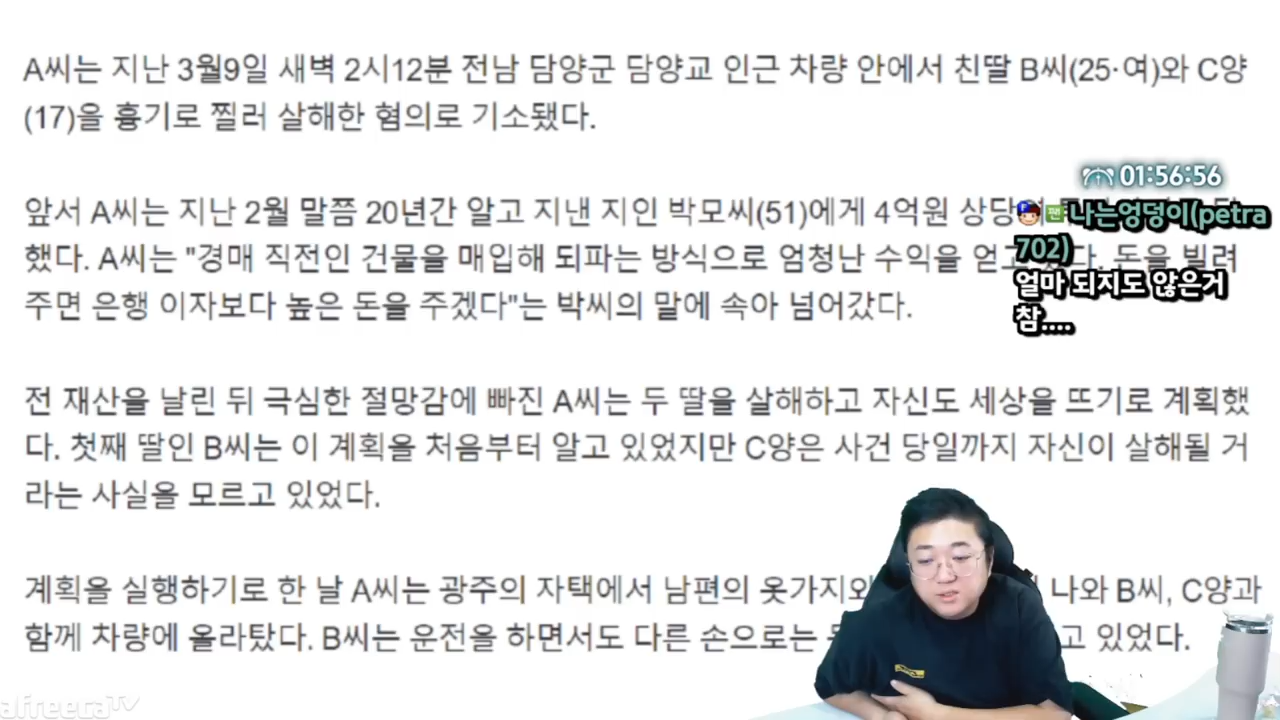 A씨는 지난 3월9일 새벽 2시12분 전남 담양군 담양교 인근 차량 안에서 친딸 B씨(25·여)와 C양
(17)을 흉기로 찔러 살해한 혐의로 기소됐다.
앞서 A씨는 지난 2월 말쯤 20년간 알고 지낸 지인 박모씨(51)에게 4억원 상당
했다. A씨는 "경매 직전인 건물을 매입해 되파는 방식으로 엄청난 수익을 얻고 돈을 빌려
주면 은행 이자보다 높은 돈을 주겠다"는 박씨의 말에 속아 넘어갔다.
전 재산을 날린 뒤 극심한 절망감에 빠진 A씨는 두 딸을 살해하고 자신도 세상을 뜨기로 계획했
다. 첫째 딸인 B씨는 이 계획을 처음부터 알고 있었지만 C양은 사건 당일까지 자신이 살해될 거
라는 사실을 모르고 있었다.
계획을 실행하기로 한 날 A씨는 광주의 자택에서 남편의 옷가지와 나와 B씨, C양과
함께 차량에 올라탔다. B씨는 운전을 하면서도 다른 손으로는 고 있었다.
01:56:56
팬 나는엉덩이(petra
702)
얼마 되지도 않은거
참....
afreecaTV